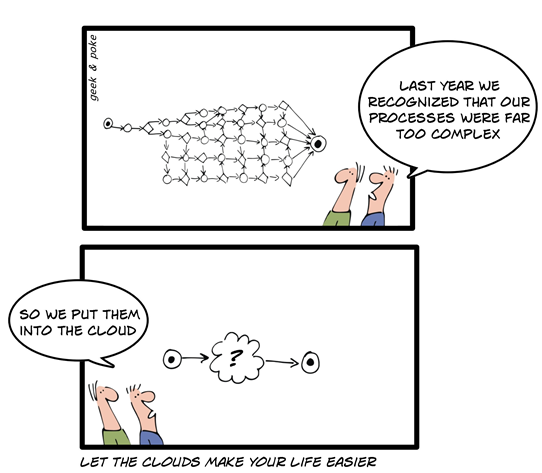 geek & poke
LAST YEAR WE
RECOGNIZED THAT OUR
PROCESSES WERE FAR
TOO COMPLEX
SO WE PUT THEM
INTO THE CLOUD
?
LET THE CLOUDS MAKE YOUR LIFE EASIER